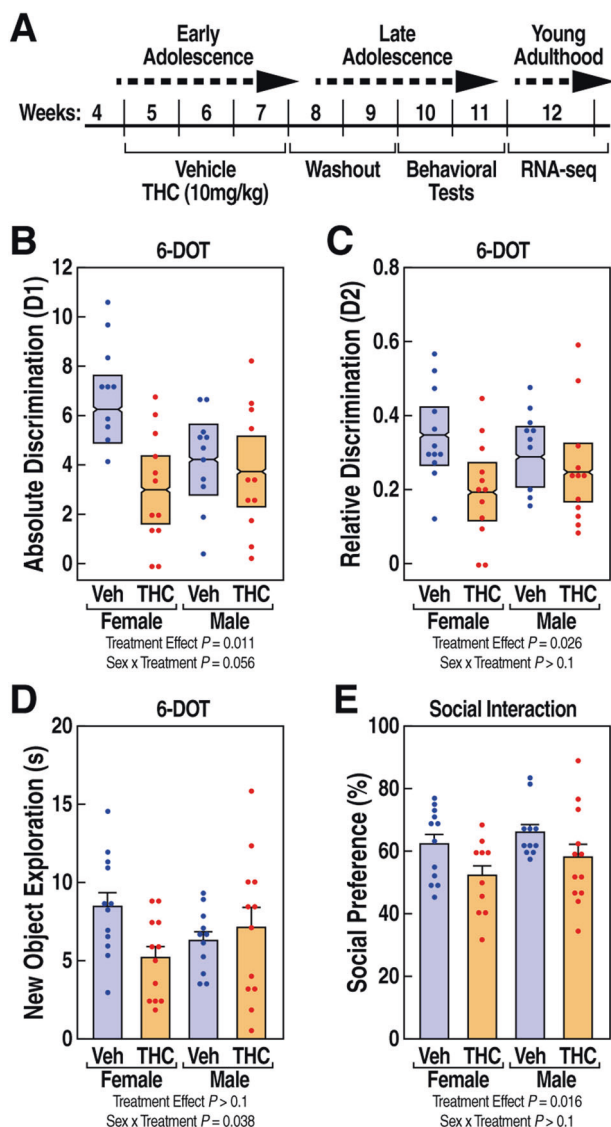 A
Early
Adolescence
Late
Adolescence
Young
Adulthood
Weeks: 4 5 6 7 8 9 10 11 12
Vehicle
THC (10mg/kg)
Washout
Behavioral
Tests
RNA-seq
B
6-DOT
Absolute Discrimination (D1)
12
10
8
6
4
2
0
Veh THC Veh THC
Female Male
Treatment Effect P = 0.011
Sex x Treatment P = 0.056
C
6-DOT
Relative Discrimination (D2)
0.8
0.6
0.4
0.2
0
Veh THC Veh THC
Female Male
Treatment Effect P = 0.026
Sex x Treatment P > 0.1
D
6-DOT
New Object Exploration (s)
20
15
10
5
0
Veh THC Veh THC
Female Male
Treatment Effect P > 0.1
Sex x Treatment P = 0.038
E
Social Interaction
Social Preference (%)
100
80
60
40
20
0
Veh THC Veh THC
Female Male
Treatment Effect P = 0.016
Sex x Treatment P > 0.1